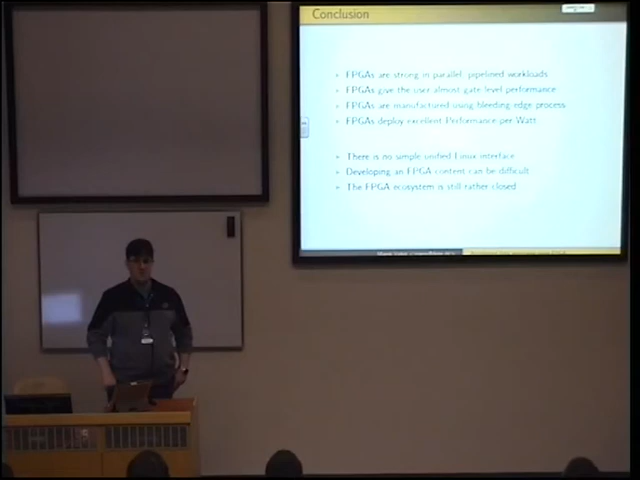 Conclusion
FPGAs are strong in parallel, pipelined workloads
FPGAs give the user almost gate level performance
FPGAs are manufactured using bleeding edge process
FPGAs deploy excellent Performance per Watt
There is no simple unified Linux interface
Developing an FPGA content can be difficult
The FPGA ecosystem is still rather closed